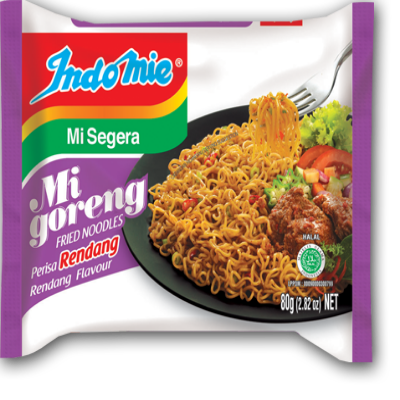 Indomie®
Mi Segera
Mi
goreng
FRIED NOODLES
Perisa Rendang
Rendang Flavour
HALAL
80g (2.82 oz) NET